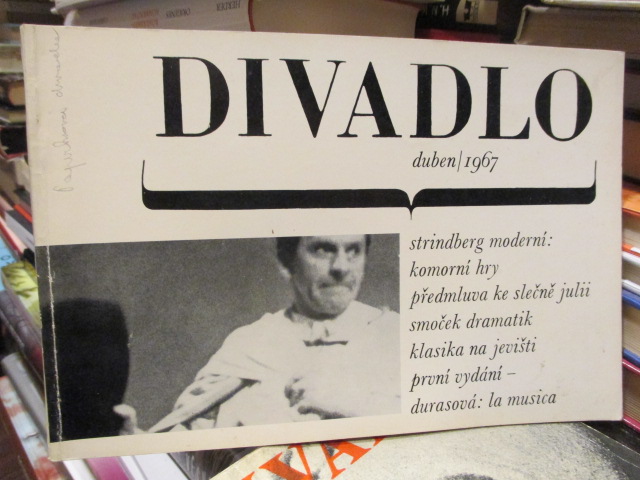 DIVADLO
duben|1967
strindberg moderní:
komorní hry
předmluva ke slečně julii
smoček dramatik
klasika na jevišti
první vydání –
durasová: la musica